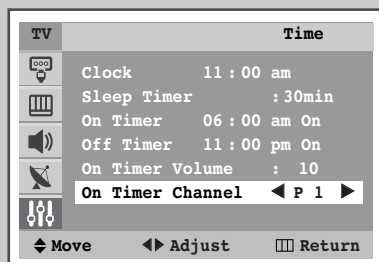 TV Time
Clock 11 : 00 am
Sleep Timer : 30min
On Timer 06 : 00 am On
Off Timer 11 : 00 pm On
On Timer Volume : 10
On Timer Channel ◀ P 1 ▶
Move Adjust Return